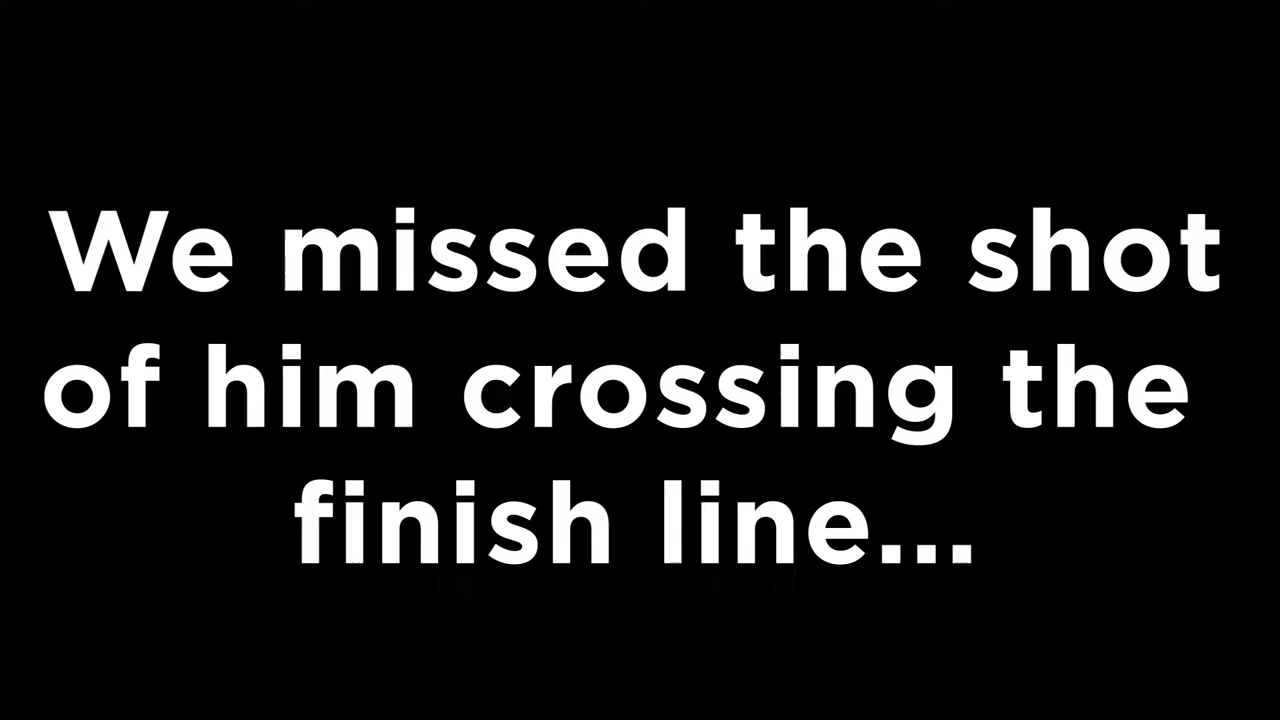 We missed the shot
of him crossing the
finish line...